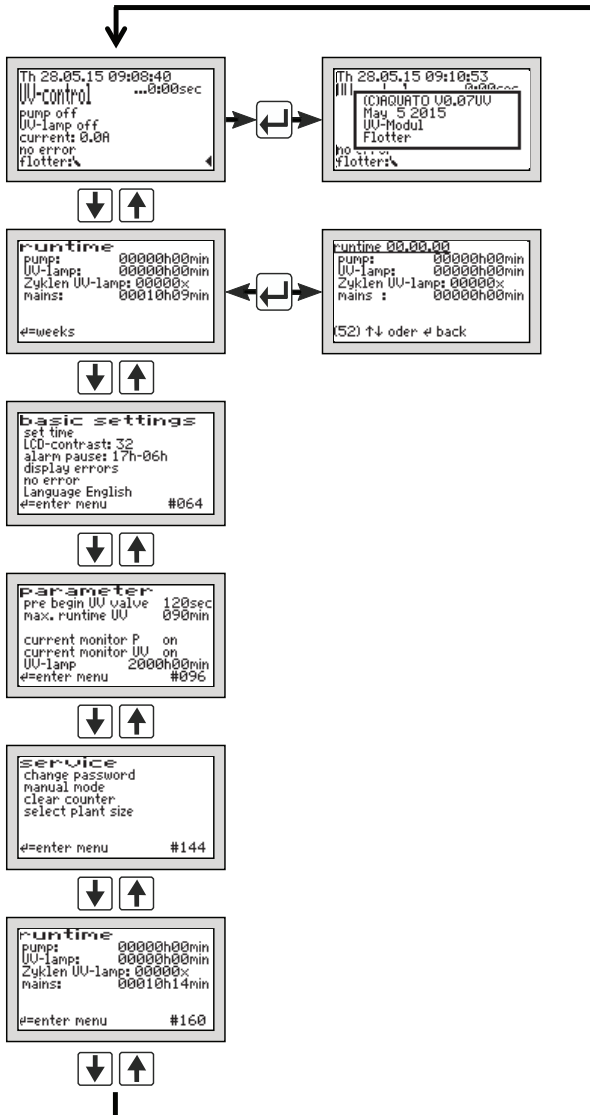 Th 28.05.15 09:08:40
UV-control ...0:00sec
pump off
UV-lamp off
current: 0.0A
no error
flotter:
Th 28.05.15 09:10:53
(C)AQUATO V0.07UV
May 5 2015
UV-Modul
Flotter
no error
flotter:
runtime
pump: 00000h00min
UV-lamp: 00000h00min
Zyklen UV-lamp: 00000x
mains: 00010h09min
↵=weeks
runtime 00.00.00
pump: 00000h00min
UV-lamp: 00000h00min
Zyklen UV-lamp: 00000x
mains : 00000h00min
(52) ↑↓ oder ↵ back
basic settings
set time
LCD-contrast: 32
alarm pause: 17h-06h
display errors
no error
Language English
↵=enter menu #064
parameter
pre begin UV valve 120sec
max. runtime UV 090min
current monitor P on
current monitor UV on
UV-lamp 2000h00min
↵=enter menu #096
service
change password
manual mode
clear counter
select plant size
↵=enter menu #144
runtime
pump: 00000h00min
UV-lamp: 00000h00min
Zyklen UV-lamp: 00000x
mains: 00010h14min
↵=enter menu #160